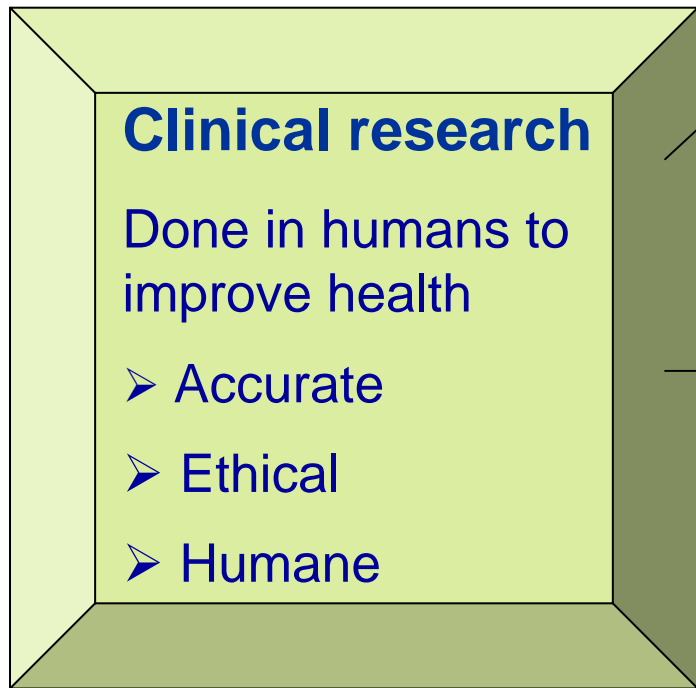 Clinical research
Done in humans to
improve health
➢ Accurate
➢ Ethical
➢ Humane